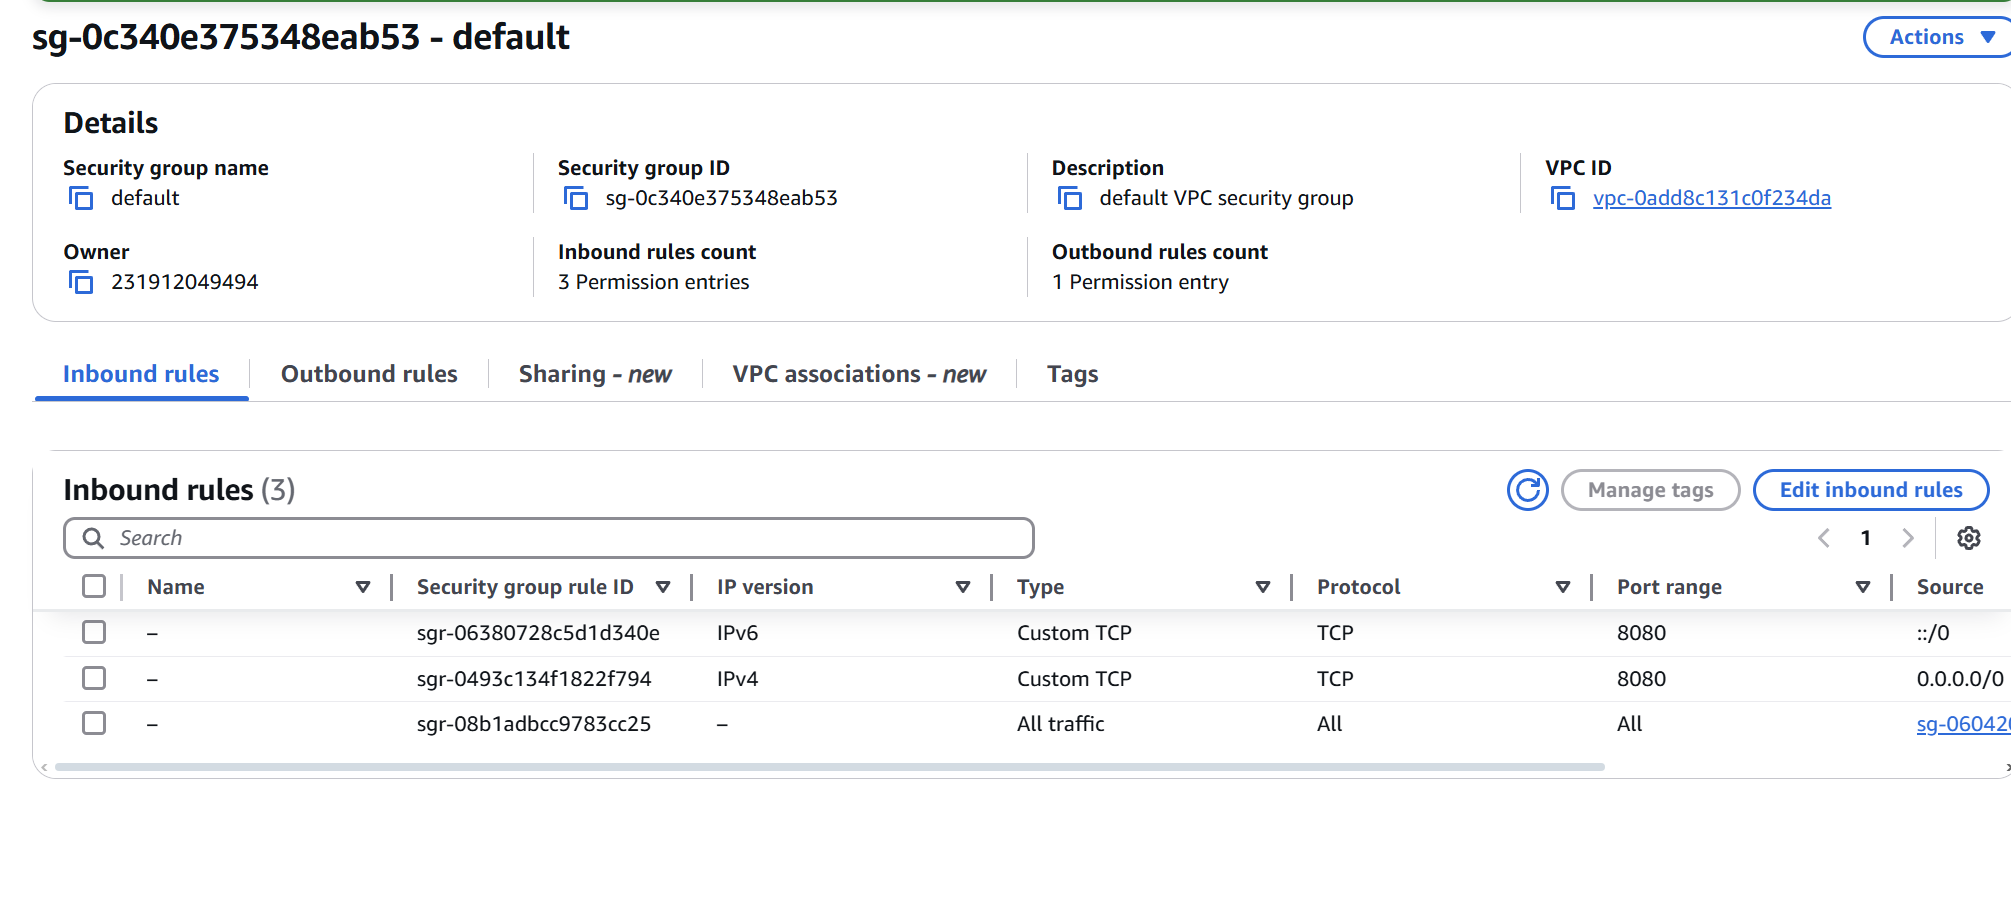 sg-0c340e375348eab53 - default
Actions
Details
Security group name
default
Security group ID
sg-0c340e375348eab53
Description
default VPC security group
VPC ID
vpc-0add8c131c0f234da
Owner
231912049494
Inbound rules count
3 Permission entries
Outbound rules count
1 Permission entry
Inbound rules
Outbound rules
Sharing - new
VPC associations - new
Tags
Inbound rules (3)
Manage tags
Edit inbound rules
Search
1
Name Security group rule ID IP version Type Protocol Port range Source
– sgr-06380728c5d1d340e IPv6 Custom TCP TCP 8080 ::/0
– sgr-0493c134f1822f794 IPv4 Custom TCP TCP 8080 0.0.0.0/0
– sgr-08b1adbcc9783cc25 – All traffic All All sg-06042